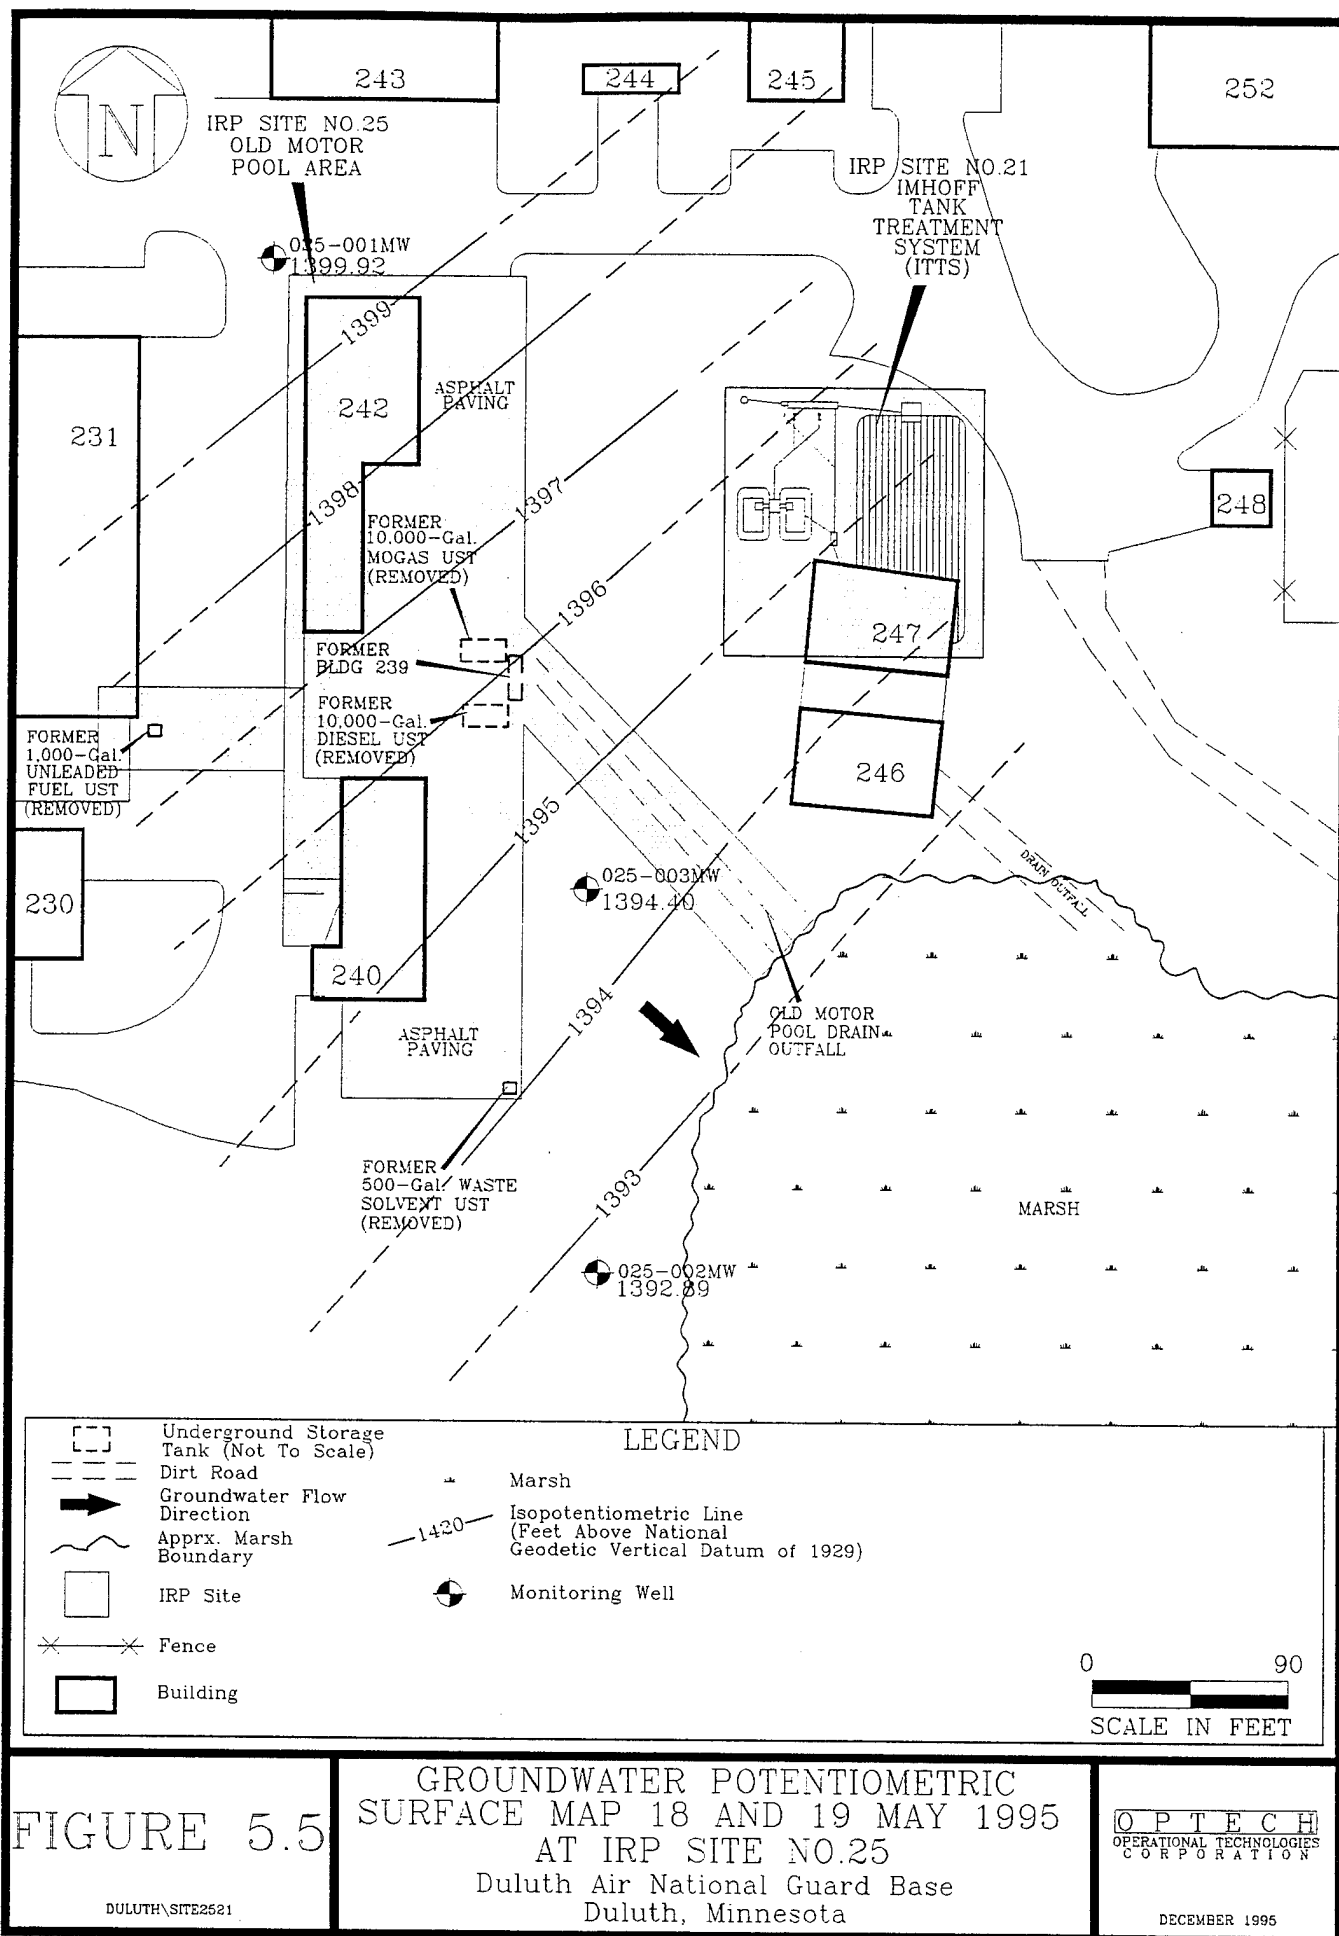 243
244
245
252
N
IRP SITE NO.25
OLD MOTOR
POOL AREA
IRP SITE NO.21
IMHOFF
TANK
TREATMENT
SYSTEM
(ITTS)
025-001MW
1399.92
1399
231
242
ASPHALT
PAVING
1398
1397
248
FORMER
10,000-Gal.
MOGAS UST
(REMOVED)
1396
247
FORMER
BLDG 239
FORMER
10,000-Gal.
DIESEL UST
(REMOVED)
FORMER
1,000-Gal.
UNLEADED
FUEL UST
(REMOVED)
246
1395
DRAIN OUTFALL
025-003MW
1394.40
230
240
1394
OLD MOTOR
POOL DRAIN
OUTFALL
ASPHALT
PAVING
FORMER
500-Gal. WASTE
SOLVENT UST
(REMOVED)
1393
MARSH
025-002MW
1392.89
LEGEND
Underground Storage
Tank (Not To Scale)
Dirt Road
Groundwater Flow
Direction
Apprx. Marsh
Boundary
IRP Site
Fence
Building
Marsh
1420
Isopotentiometric Line
(Feet Above National
Geodetic Vertical Datum of 1929)
Monitoring Well
0 90
SCALE IN FEET
FIGURE 5.5
DULUTH\SITE2521
GROUNDWATER POTENTIOMETRIC
SURFACE MAP 18 AND 19 MAY 1995
AT IRP SITE NO.25
Duluth Air National Guard Base
Duluth, Minnesota
OPTECH
OPERATIONAL TECHNOLOGIES
CORPORATION
DECEMBER 1995